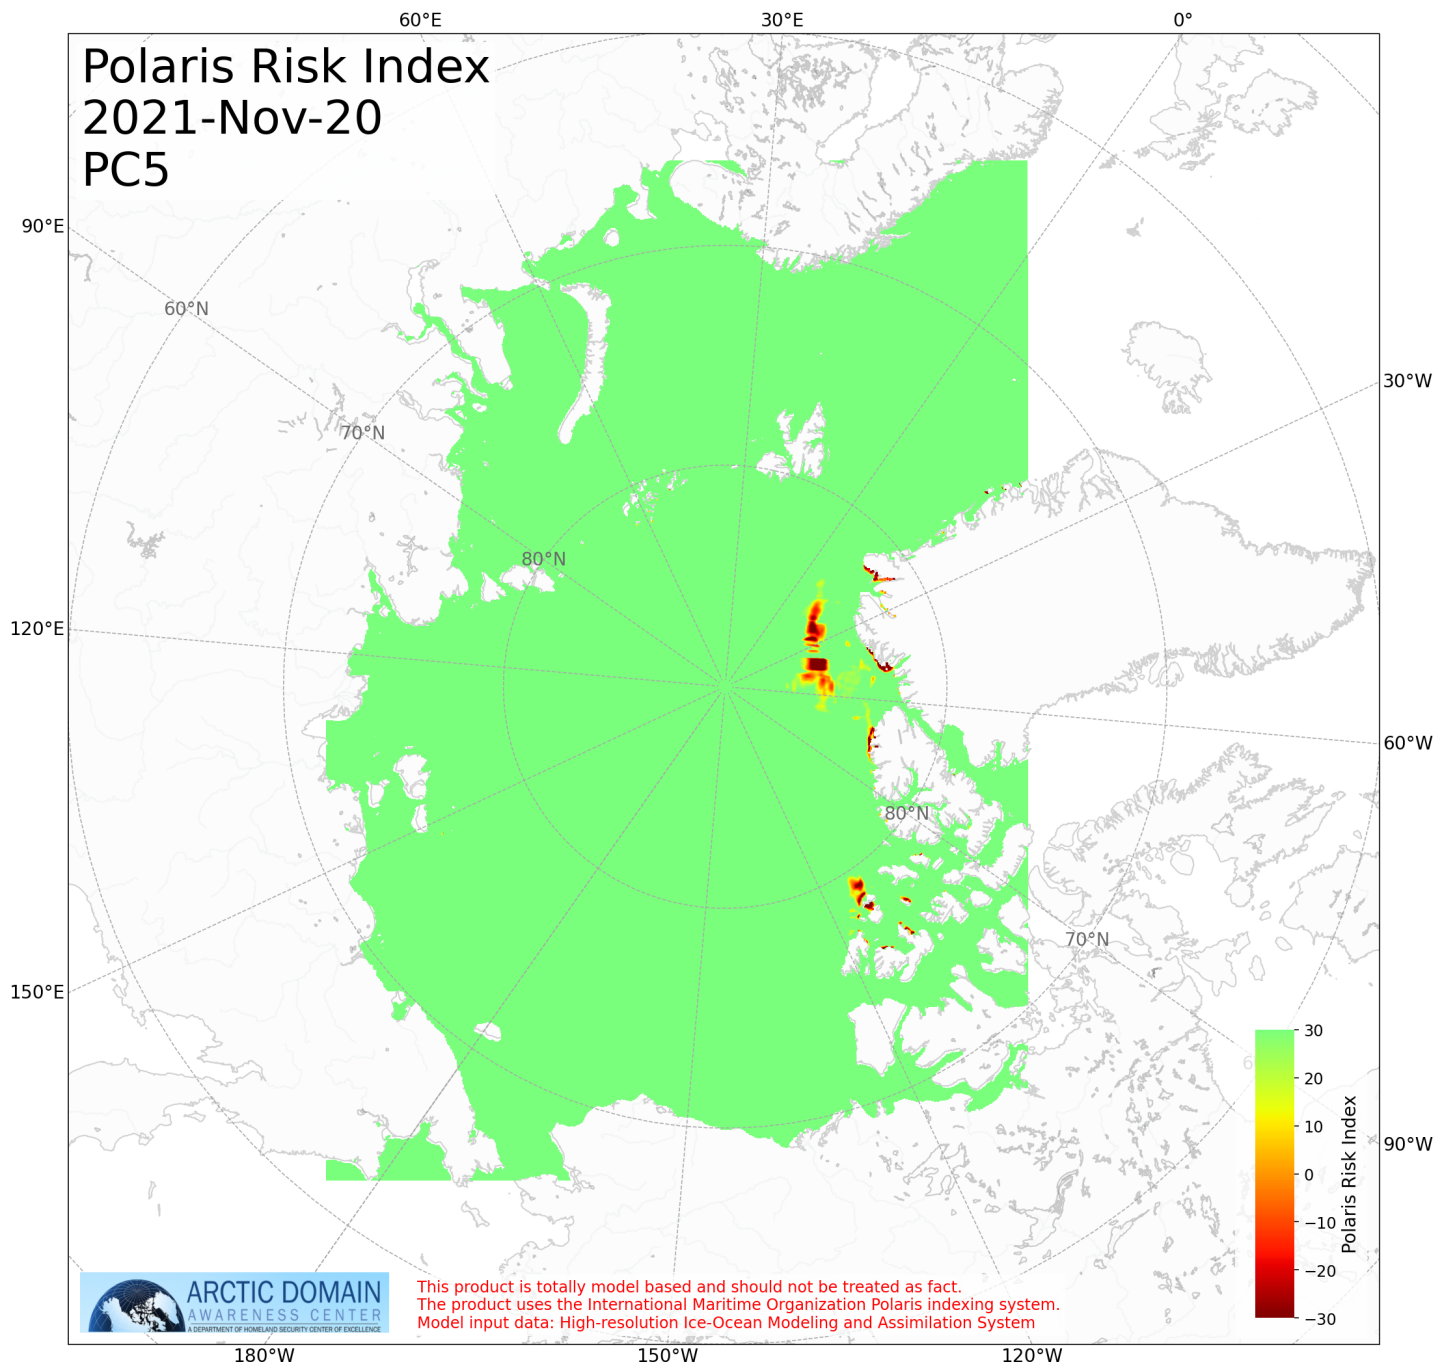 60°E 30°E 0°
Polaris Risk Index
2021-Nov-20
PC5
90°E
60°N
30°W
70°N
80°N
120°E
60°W
80°N
70°N
150°E
30
20
10
0
−10
−20
−30
Polaris Risk Index
90°W
ARCTIC DOMAIN
AWARENESS CENTER
A DEPARTMENT OF HOMELAND SECURITY CENTER OF EXCELLENCE
This product is totally model based and should not be treated as fact.
The product uses the International Maritime Organization Polaris indexing system.
Model input data: High-resolution Ice-Ocean Modeling and Assimilation System
180°W 150°W 120°W